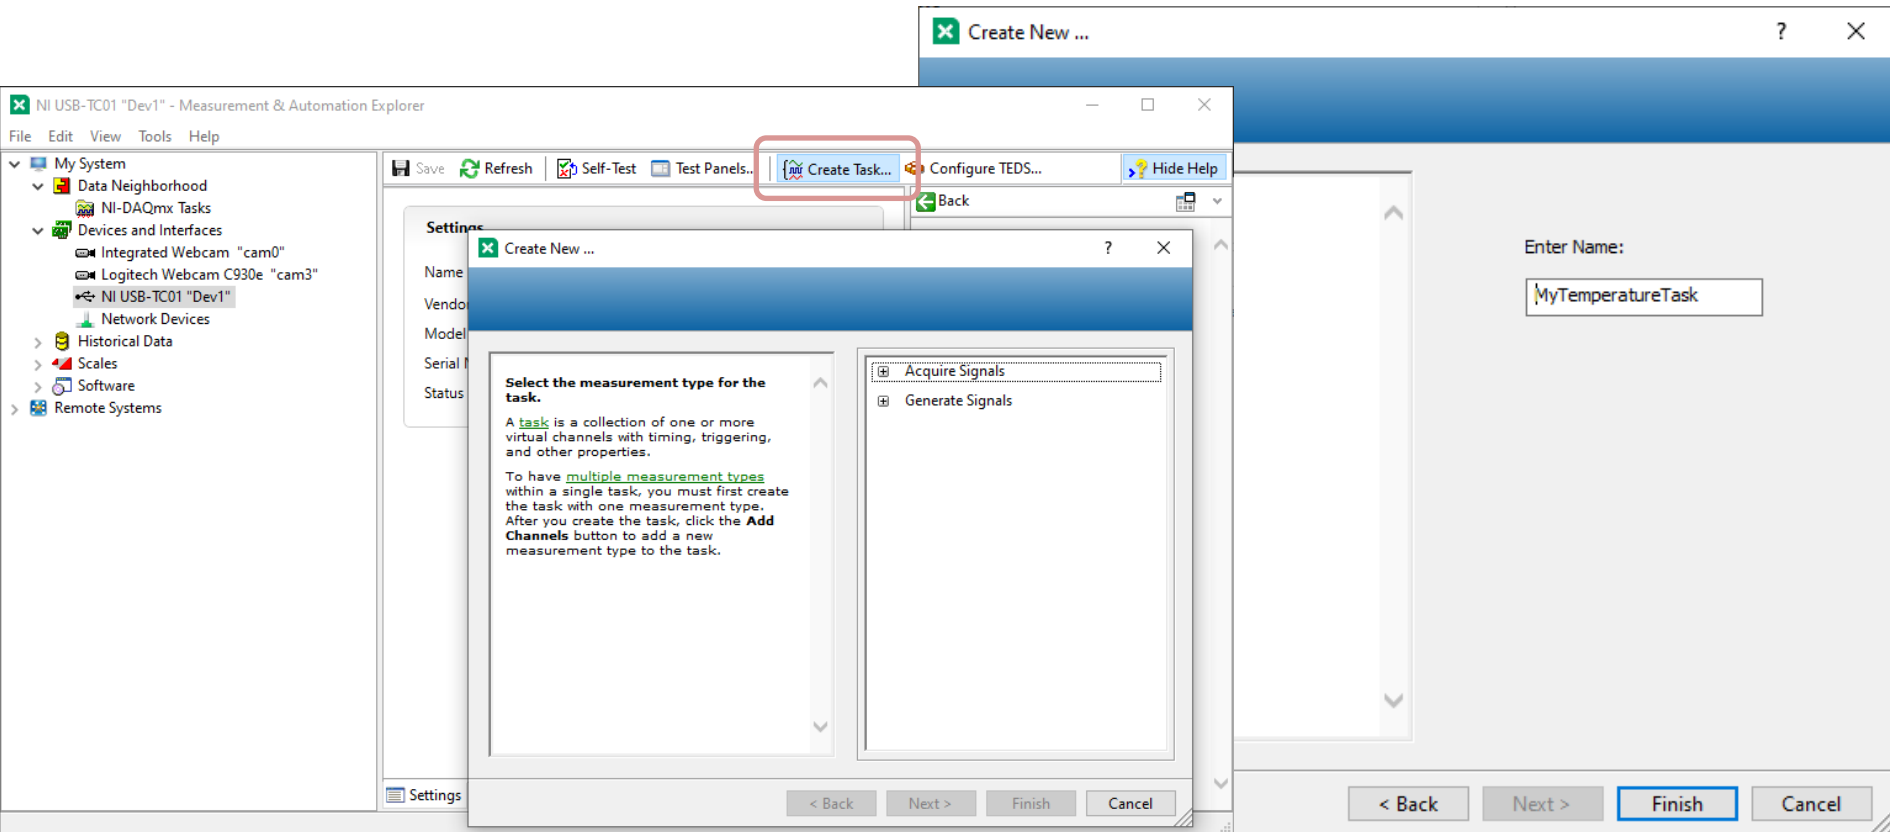 Create New ...
?
NI USB-TC01 "Dev1" - Measurement & Automation Explorer
File Edit View Tools Help
My System
Data Neighborhood
NI-DAQmx Tasks
Devices and Interfaces
Integrated Webcam "cam0"
Logitech Webcam C930e "cam3"
NI USB-TC01 "Dev1"
Network Devices
Historical Data
Scales
Software
Remote Systems
Save Refresh Self-Test Test Panels... Create Task... Configure TEDS... Hide Help
Back
Settings
Name
Vendo
Model
Serial
Status
Settings
Create New ...
?
Select the measurement type for the
task.
A task is a collection of one or more
virtual channels with timing, triggering,
and other properties.
To have multiple measurement types
within a single task, you must first create
the task with one measurement type.
After you create the task, click the Add
Channels button to add a new
measurement type to the task.
Acquire Signals
Generate Signals
< Back Next > Finish Cancel
Enter Name:
MyTemperatureTask
< Back Next > Finish Cancel